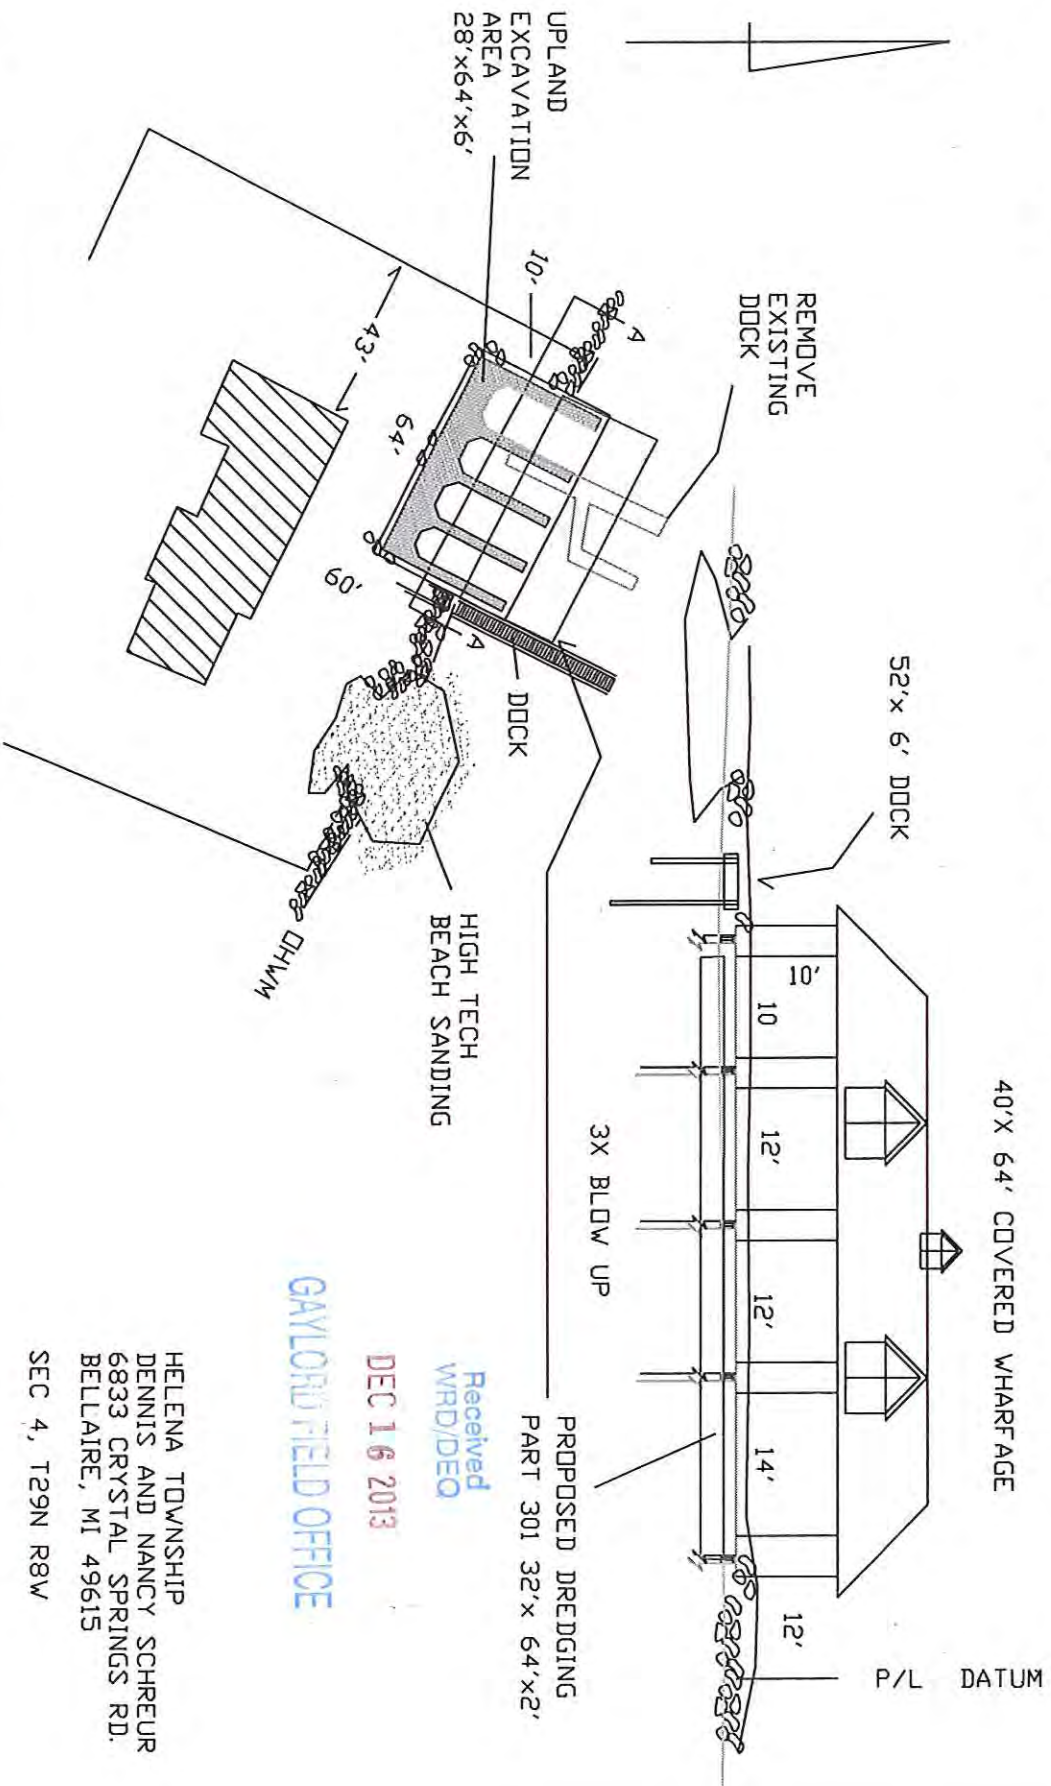 40'X 64' COVERED WHARFAGE
P/L DATUM
52'x 6' DOCK
10'
10
12'
12'
14'
12'
3X BLOW UP
PROPOSED DREDGING
PART 301 32'x 64'x2'
UPLAND
EXCAVATION
AREA
28'x64'x6'
REMOVE
EXISTING
DOCK
10'
A
43'
64'
60'
A
DOCK
HIGH TECH
BEACH SANDING
OHWM
Received
WRD/DEQ
DEC 16 2013
GAYLORD FIELD OFFICE
HELENA TOWNSHIP
DENNIS AND NANCY SCHREUR
6833 CRYSTAL SPRINGS RD.
BELLAIRE, MI 49615
SEC 4, T29N R8W